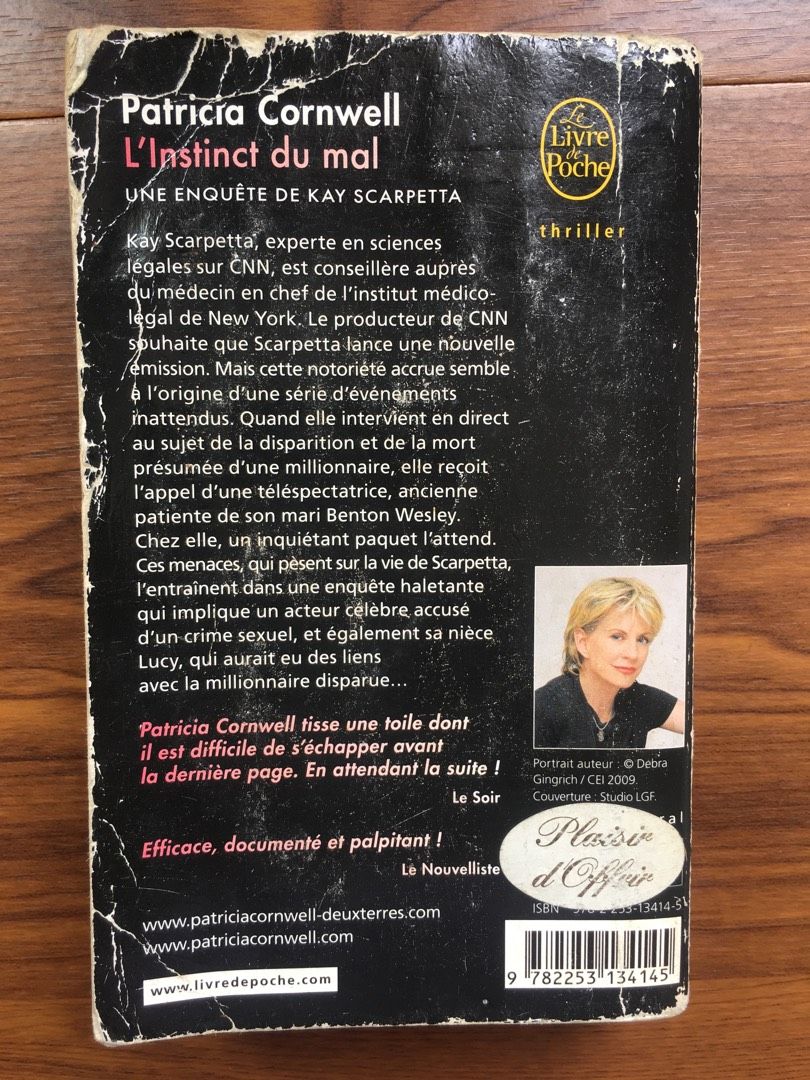 Patricia Cornwell
L'Instinct du mal
UNE ENQUÊTE DE KAY SCARPETTA
Le
Livre
de
Poche
thriller
Kay Scarpetta, experte en sciences
légales sur CNN, est conseillère auprès
du médecin en chef de l'institut médico-
légal de New York. Le producteur de CNN
souhaite que Scarpetta lance une nouvelle
émission. Mais cette notoriété accrue semble
à l'origine d'une série d'événements
inattendus. Quand elle intervient en direct
au sujet de la disparition et de la mort
présumée d'une millionnaire, elle reçoit
l'appel d'une téléspectatrice, ancienne
patiente de son mari Benton Wesley.
Chez elle, un inquiétant paquet l'attend.
Ces menaces, qui pèsent sur la vie de Scarpetta,
l'entraînent dans une enquête haletante
qui implique un acteur célèbre accusé
d'un crime sexuel, et également sa nièce
Lucy, qui aurait eu des liens
avec la millionnaire disparue...
Patricia Cornwell tisse une toile dont
il est difficile de s'échapper avant
la dernière page. En attendant la suite !
Le Soir
Efficace, documenté et palpitant !
Le Nouvelliste
www.patriciacornwell-deuxterres.com
www.patriciacornwell.com
www.livredepoche.com
Portrait auteur : © Debra
Gingrich / CEI 2009.
Couverture : Studio LGF.
Plaisir
d'Offrir
ISBN 978-2-253-13414-5
9 782253 134145